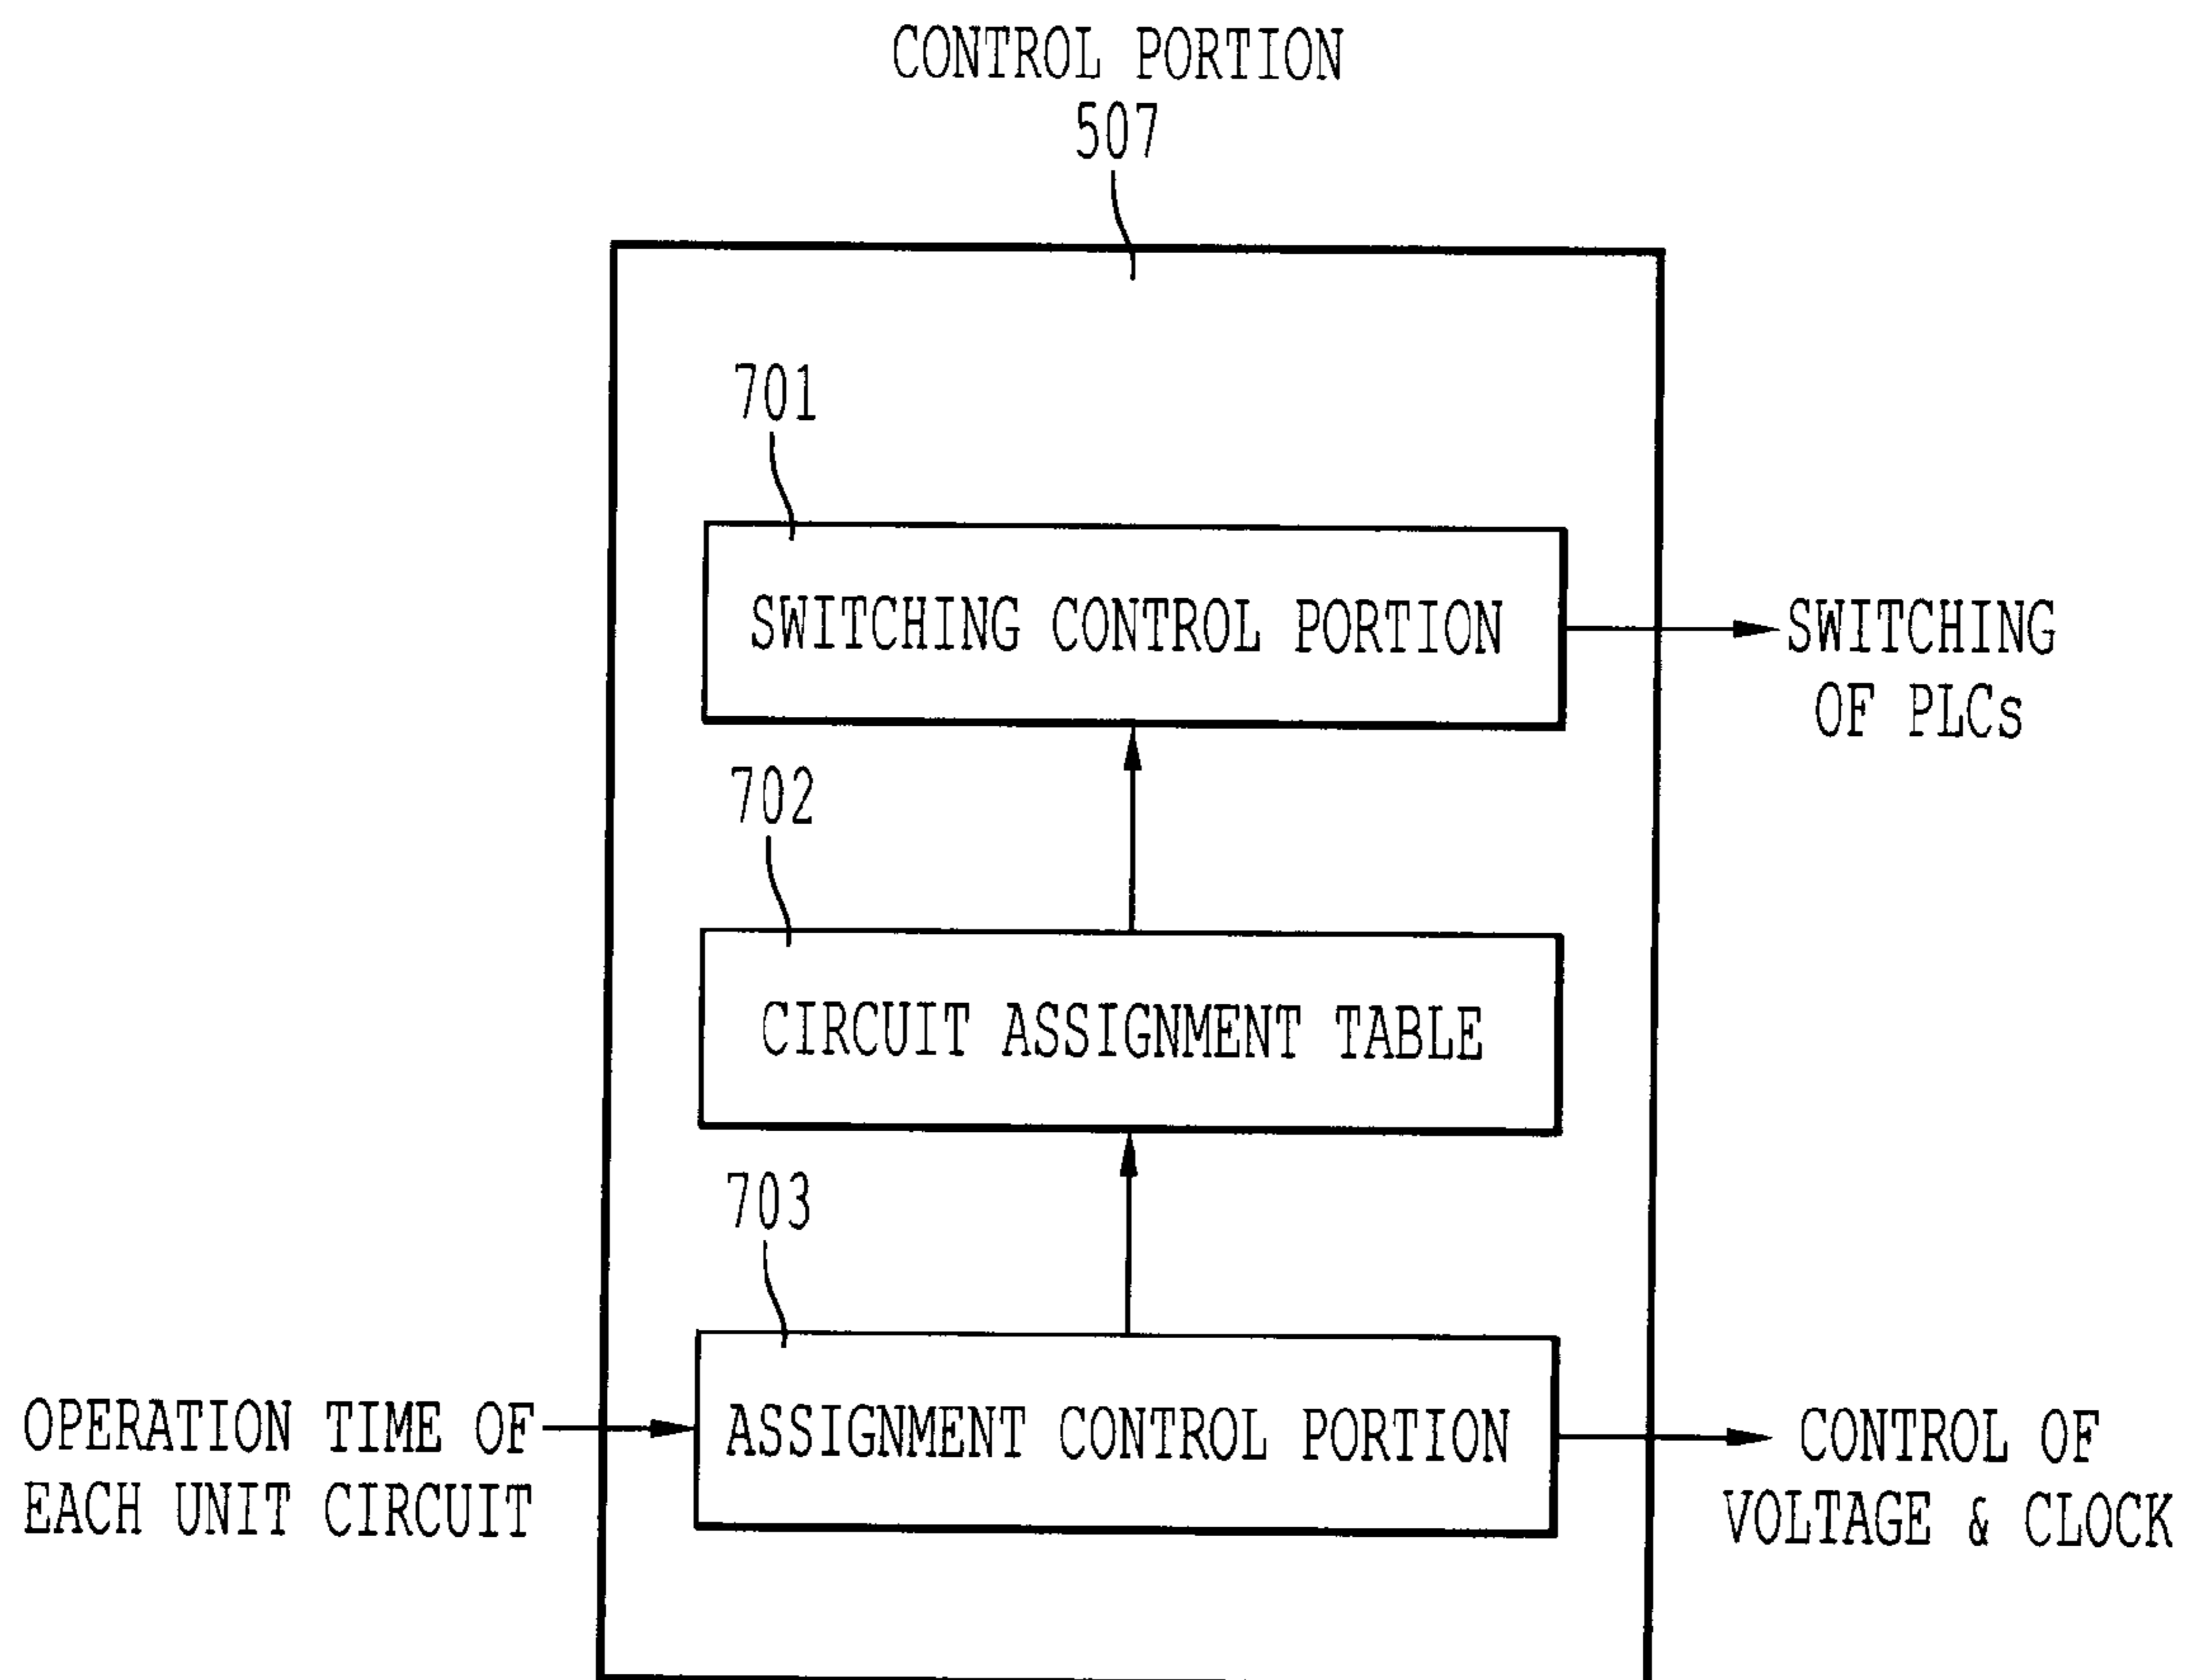 CONTROL PORTION
507
701
SWITCHING CONTROL PORTION
SWITCHING
OF PLCs
702
CIRCUIT ASSIGNMENT TABLE
703
OPERATION TIME OF
EACH UNIT CIRCUIT
ASSIGNMENT CONTROL PORTION
CONTROL OF
VOLTAGE & CLOCK